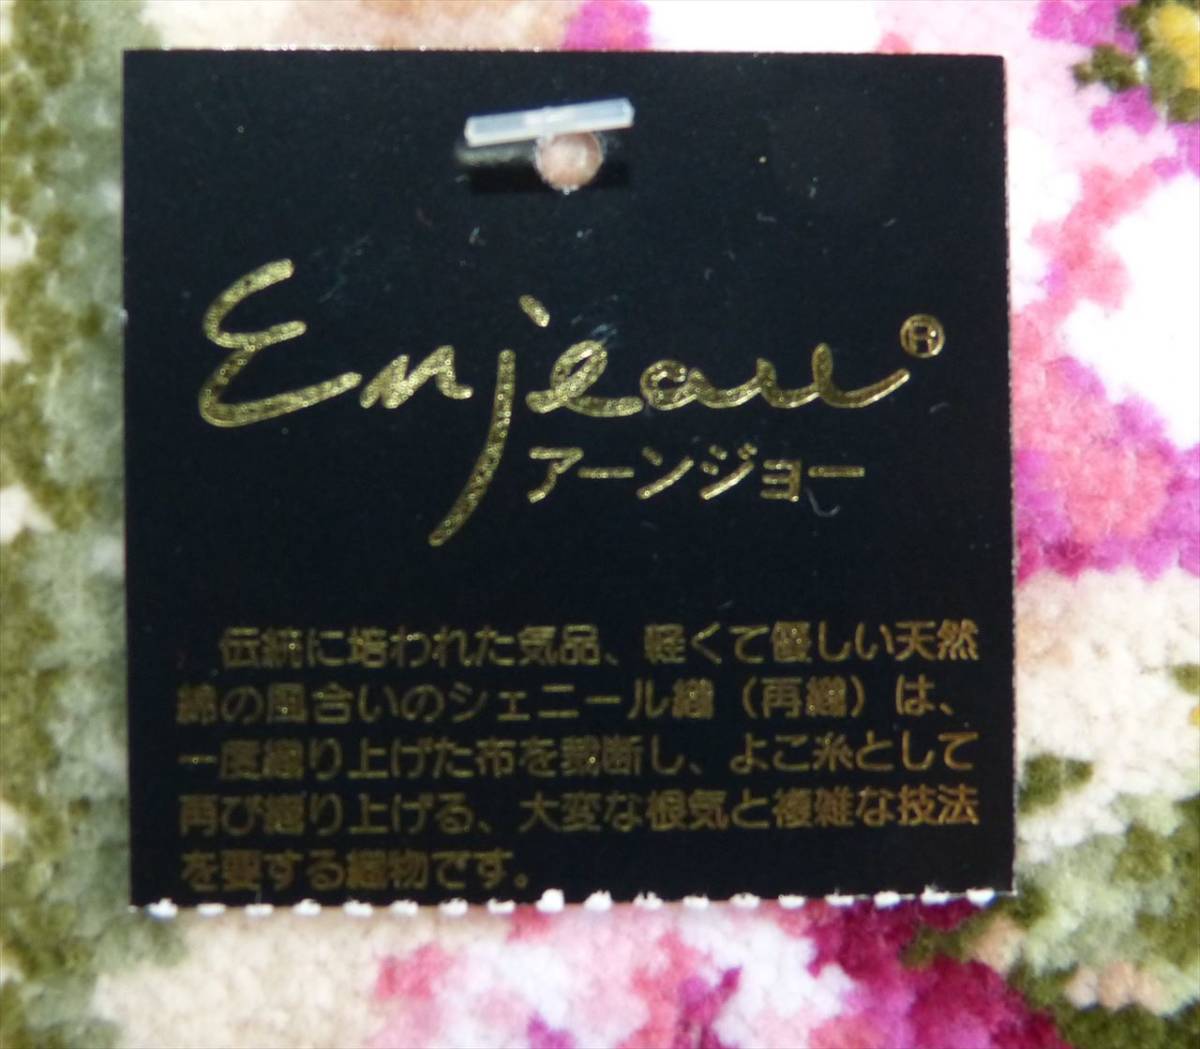 Enjeau®
アーンジョー
伝統に培われた気品、軽くて優しい天然
綿の風合いのシェニール織（再織）は、
一度織り上げた布を裁断し、よこ糸として
再び織り上げる、大変な根気と複雑な技法
を要する織物です。